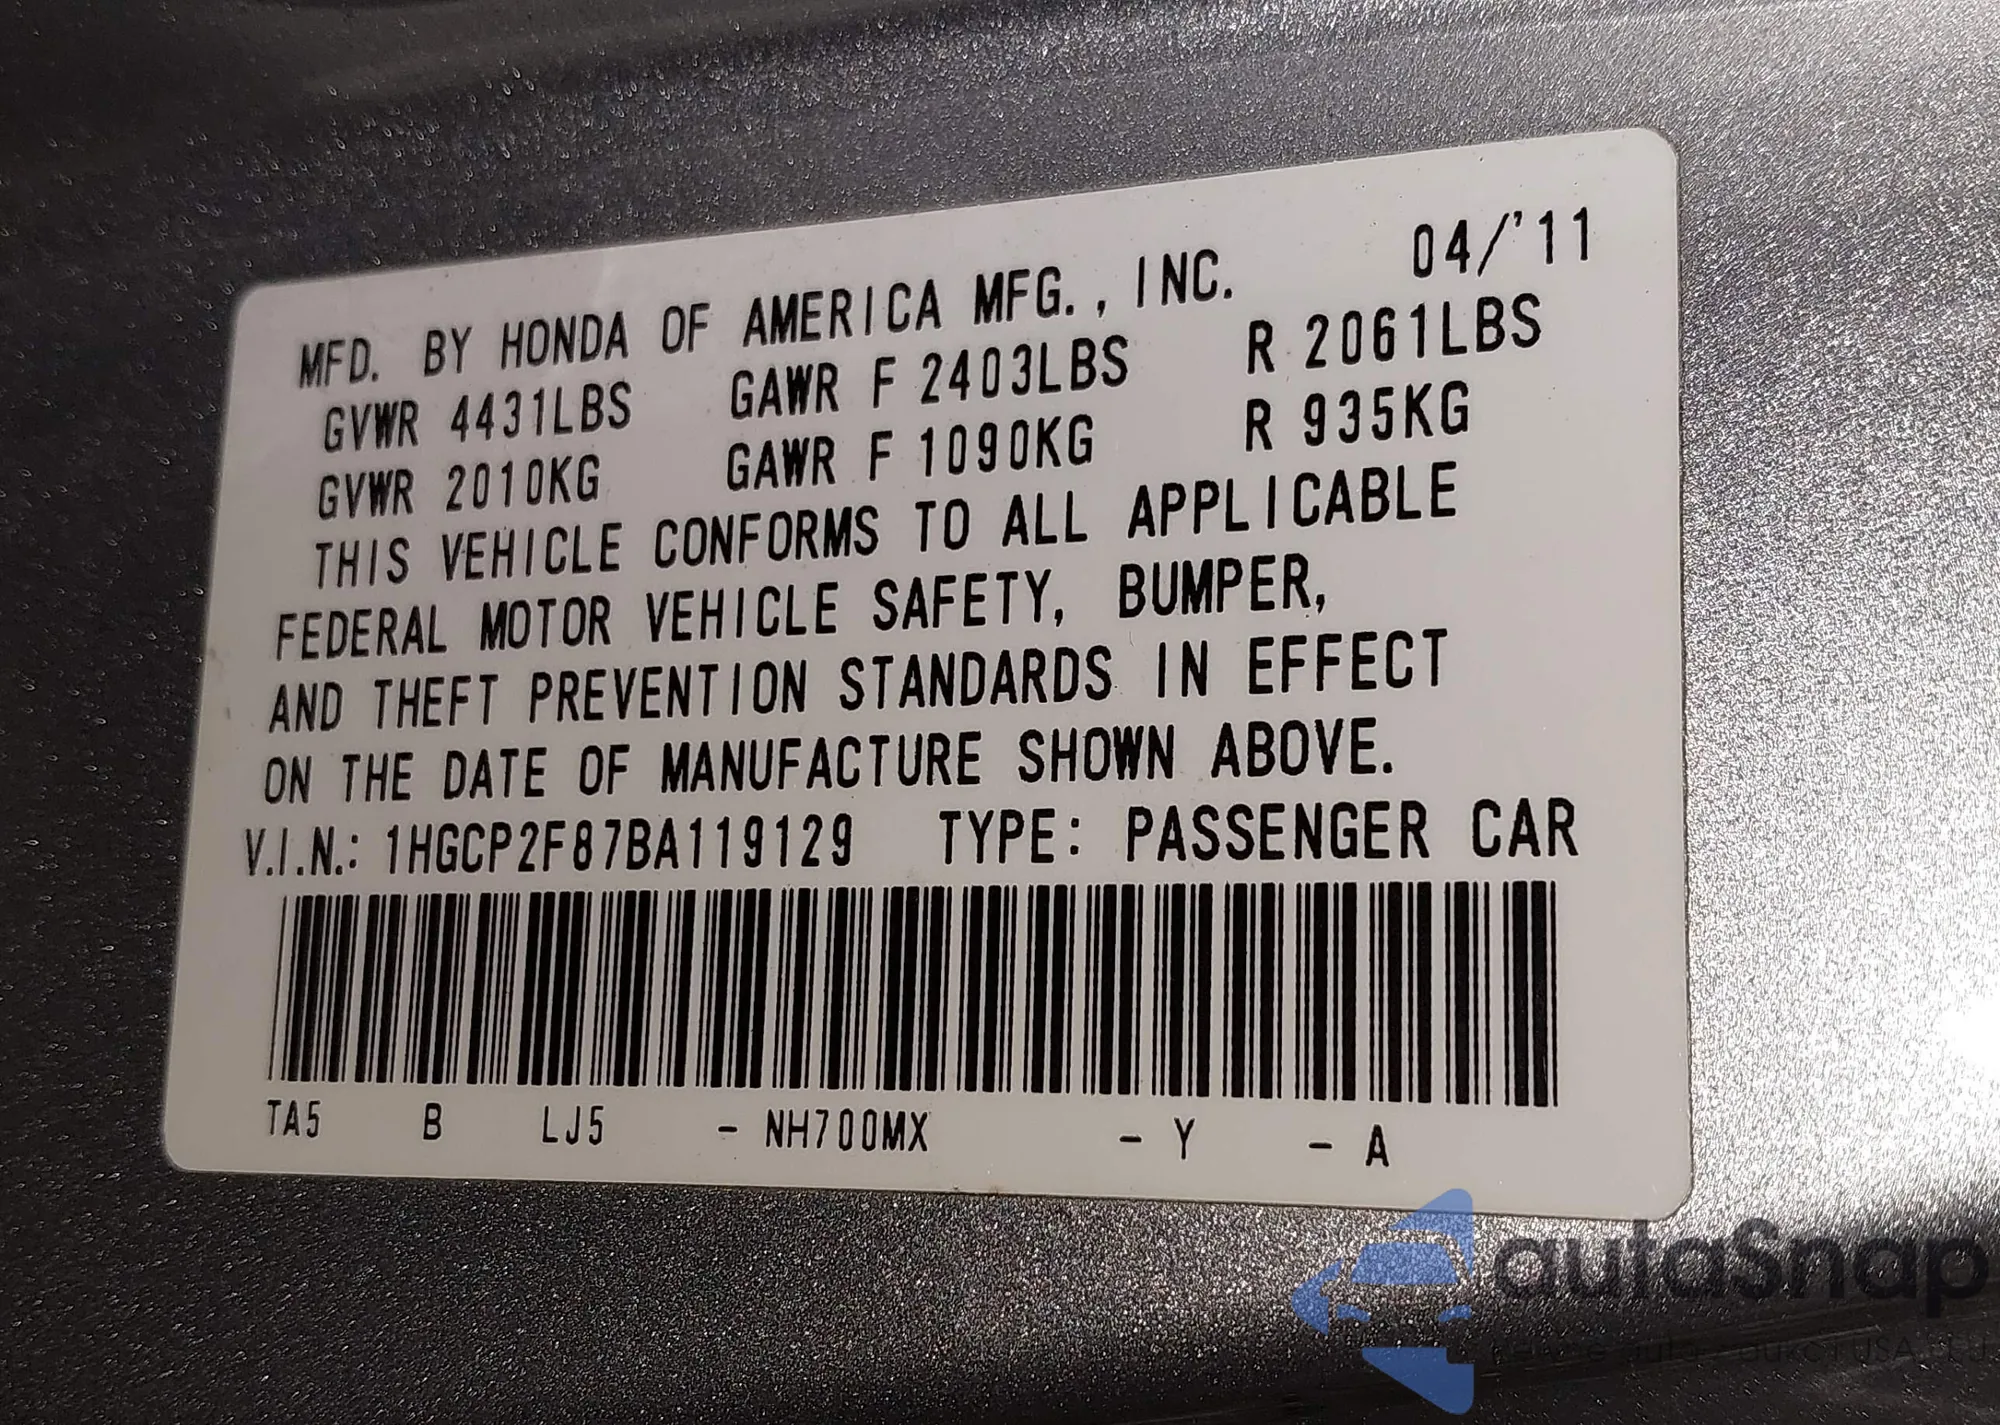 04/'11
MFD. BY HONDA OF AMERICA MFG., INC.
GVWR 4431LBS GAWR F 2403LBS R 2061LBS
GVWR 2010KG GAWR F 1090KG R 935KG
THIS VEHICLE CONFORMS TO ALL APPLICABLE
FEDERAL MOTOR VEHICLE SAFETY, BUMPER,
AND THEFT PREVENTION STANDARDS IN EFFECT
ON THE DATE OF MANUFACTURE SHOWN ABOVE.
V.I.N.: 1HGCP2F87BA119129 TYPE: PASSENGER CAR
TA5 B LJ5 - NH700MX - Y - A
autaSnap